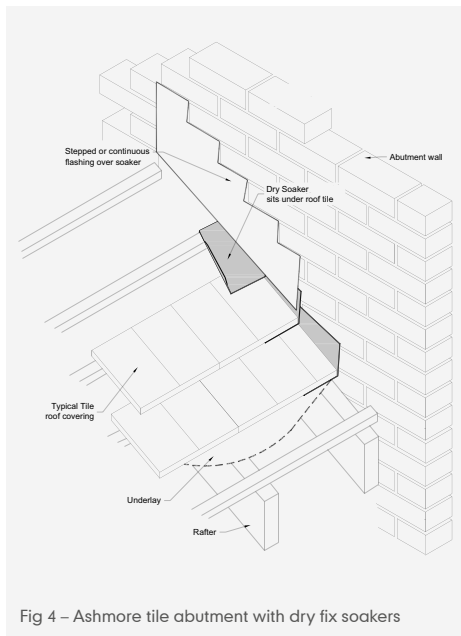 Stepped or continuous
flashing over soaker
Abutment wall
Dry Soaker
sits under roof tile
Typical Tile
roof covering
Underlay
Rafter
Fig 4 – Ashmore tile abutment with dry fix soakers